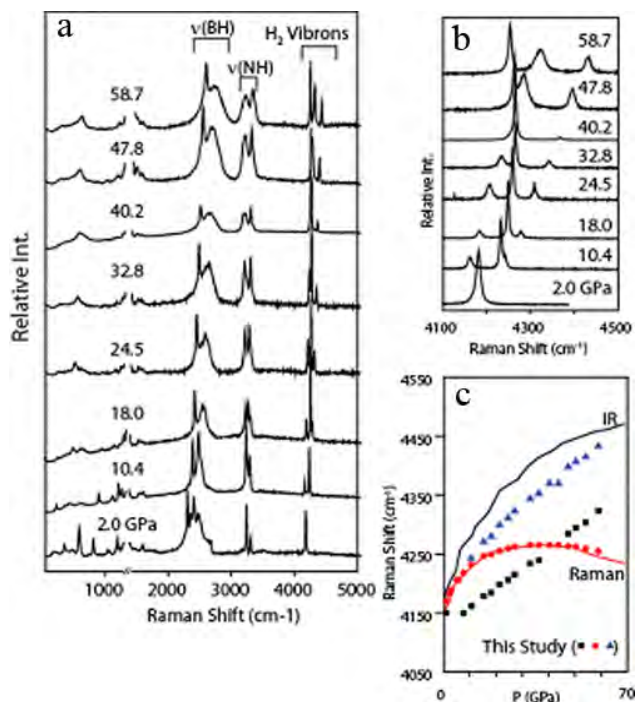 a
ν(BH)
ν(NH)
H2 Vibrons
58.7
47.8
40.2
32.8
24.5
18.0
10.4
2.0 GPa
Relative Int.
1000
2000
3000
4000
5000
Raman Shift (cm-1)
b
58.7
47.8
40.2
32.8
24.5
18.0
10.4
2.0 GPa
Relative Int.
4100
4300
4500
Raman Shift (cm⁻¹)
c
4550
4450
4350
4250
4150
4050
Raman Shift (cm⁻¹)
IR
Raman
This Study ( )
0
70
P (GPa)